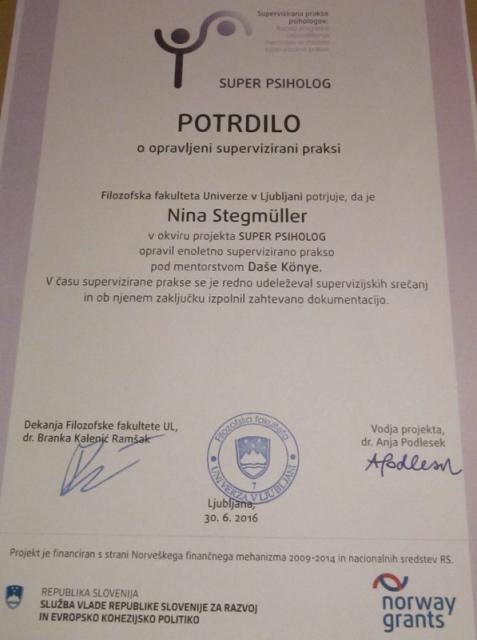 Supervizirana praksa
psihologov:
SUPER PSIHOLOG
POTRDILO
o opravljeni supervizirani praksi
Filozofska fakulteta Univerze v Ljubljani potrjuje, da je
Nina Stegmüller
v okviru projekta SUPER PSIHOLOG
opravil enoletno supervizirano prakso
pod mentorstvom Daše Könye.
V času supervizirane prakse se je redno udeleževal supervizijskih srečanj
in ob njenem zaključku izpolnil zahtevano dokumentacijo.
Dekanja Filozofske fakultete UL,
dr. Branka Kalenić Ramšak
Filozofska fakulteta
UNIVERZA V LJUBLJANI
7
Vodja projekta,
dr. Anja Podlesek
APodlesek
Ljubljana,
30. 6. 2016
Projekt je financiran s strani Norveškega finančnega mehanizma 2009-2014 in nacionalnih sredstev RS.
REPUBLIKA SLOVENIJA
SLUŽBA VLADE REPUBLIKE SLOVENIJE ZA RAZVOJ
IN EVROPSKO KOHEZIJSKO POLITIKO
norway
grants